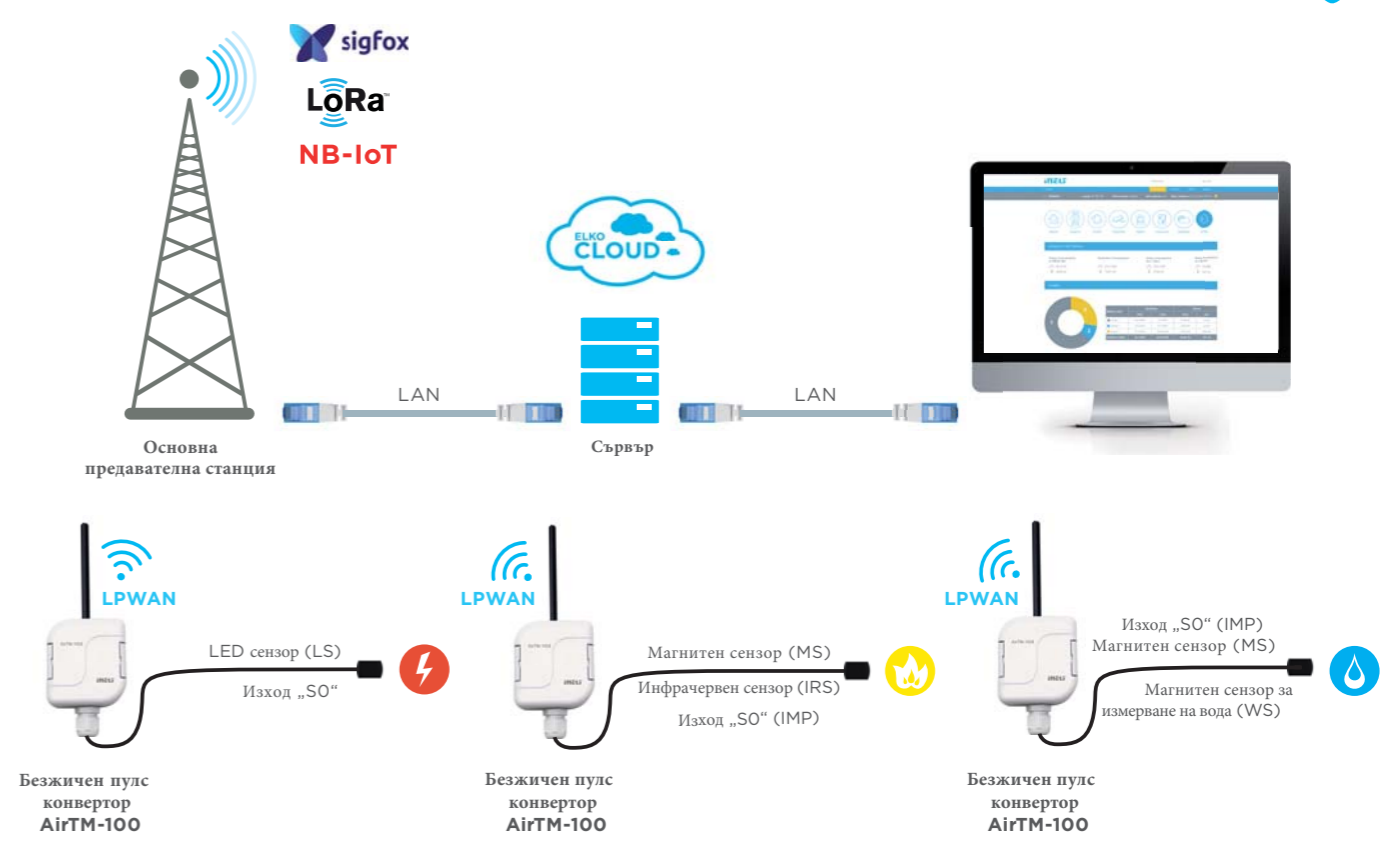 sigfox
LoRa™
NB-IoT
iNELS
ELKO
CLOUD
LAN
LAN
Основна
предавателна станция
Сървър
LPWAN
LED сензор (LS)
Изход „S0“
Безжичен пулс
конвертор
AirTM-100
LPWAN
Магнитен сензор (MS)
Инфрачервен сензор (IRS)
Изход „S0“ (IMP)
Безжичен пулс
конвертор
AirTM-100
LPWAN
Изход „S0“ (IMP)
Магнитен сензор (MS)
Магнитен сензор за
измерване на вода (WS)
Безжичен пулс
конвертор
AirTM-100